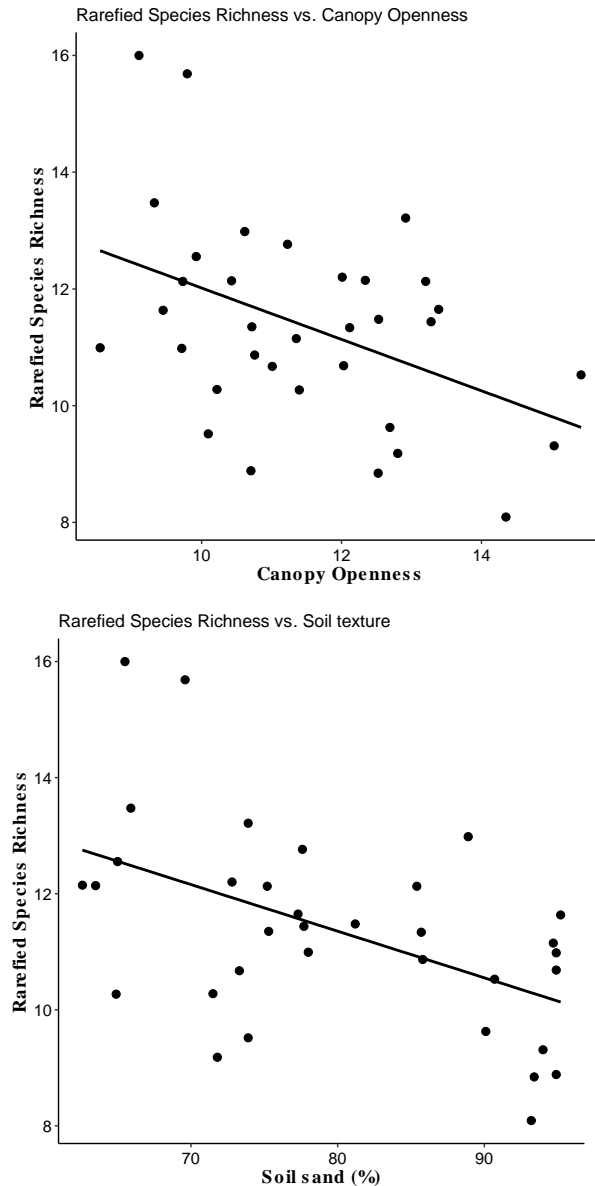 Rarefied Species Richness vs. Canopy Openness
16
14
12
10
8
Rarefied Species Richness
10
12
14
Canopy Openness
Rarefied Species Richness vs. Soil texture
16
14
12
10
8
Rarefied Species Richness
70
80
90
Soil sand (%)